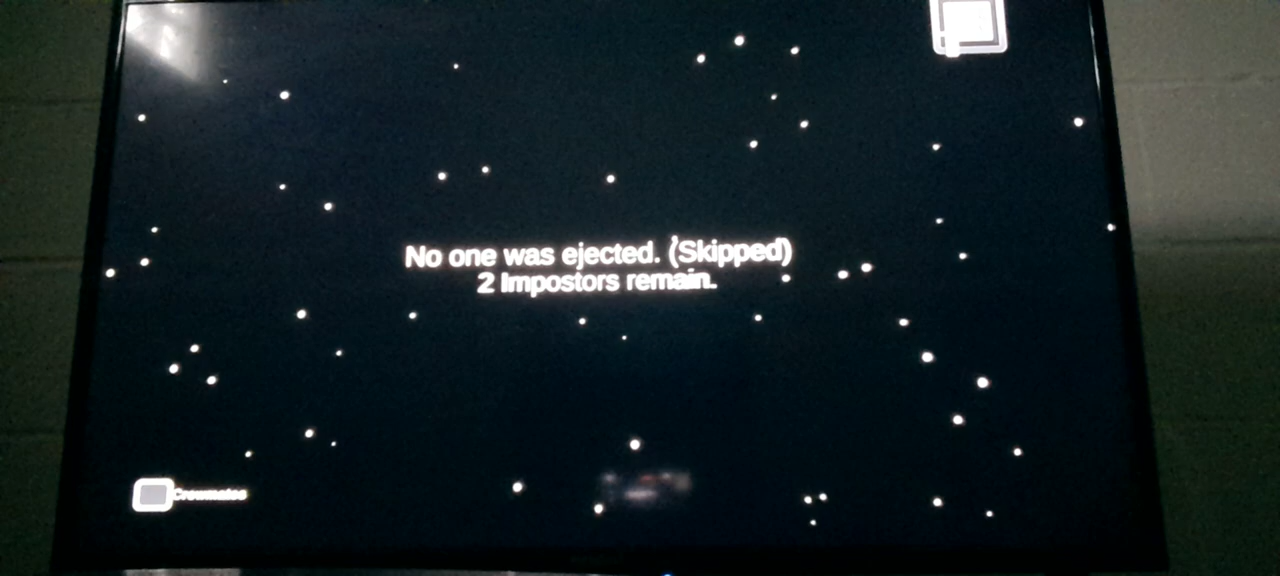 No one was ejected. (Skipped)
2 Impostors remain.
Crewmates